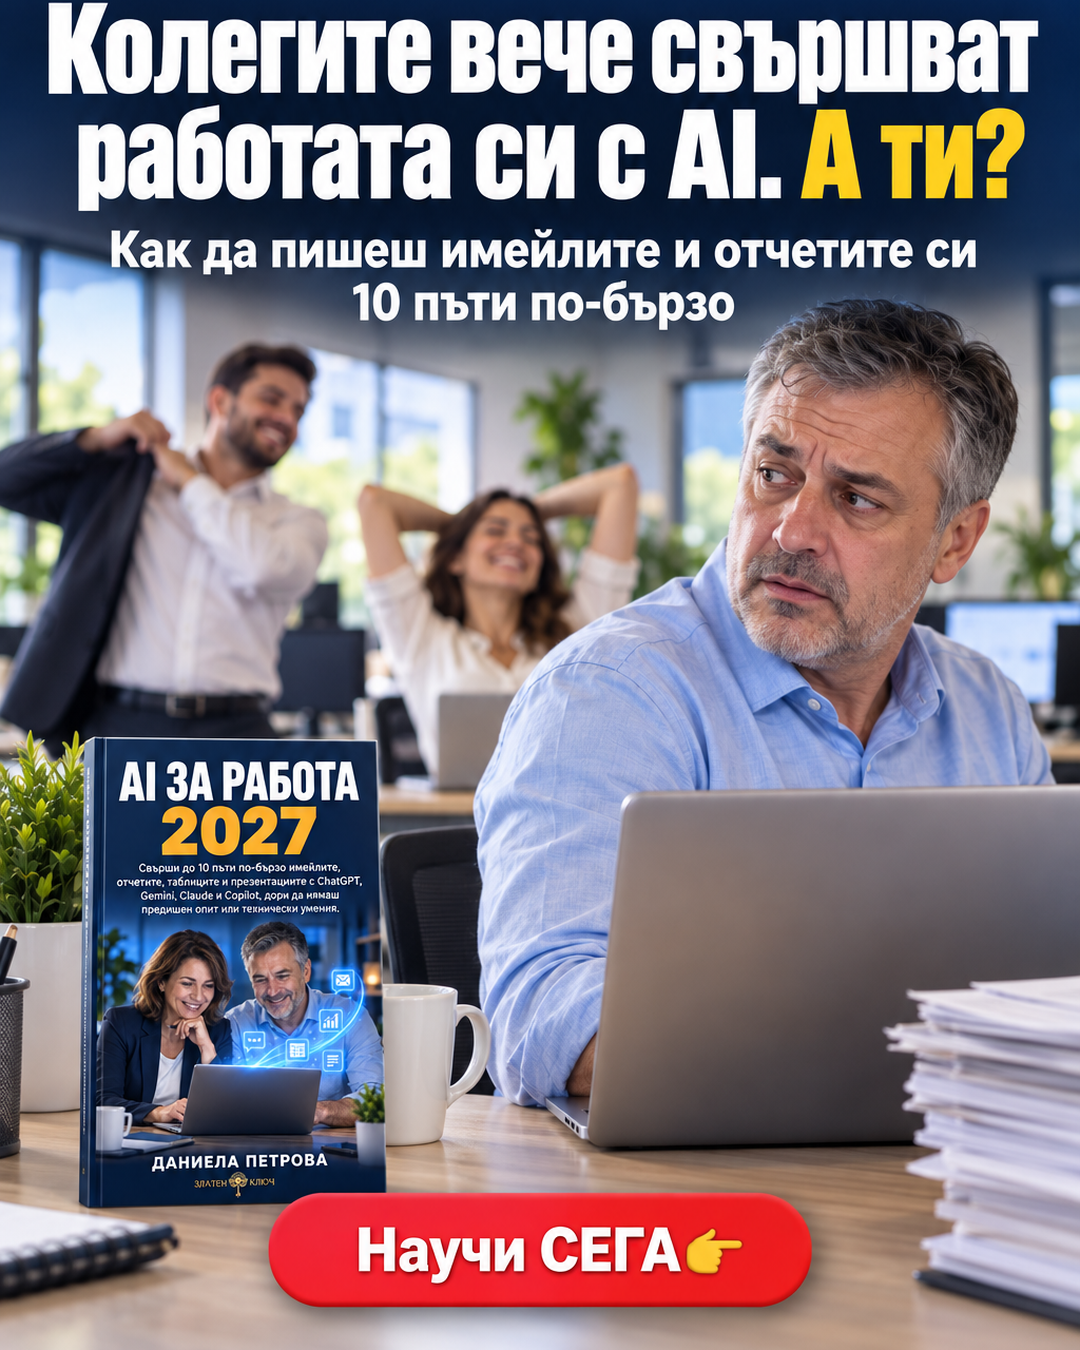 Колегите вече свършват
работата си с AI. А ти?
Как да пишеш имейлите и отчетите си
10 пъти по-бързо
AI ЗА РАБОТА
2027
Свърши до 10 пъти по-бързо имейлите,
отчетите, таблиците и презентациите с ChatGPT,
Gemini, Claude и Copilot, дори да нямаш
предишен опит или технически умения.
ДАНИЕЛА ПЕТРОВА
ЗЛАТЕН КЛЮЧ
Научи СЕГА👉